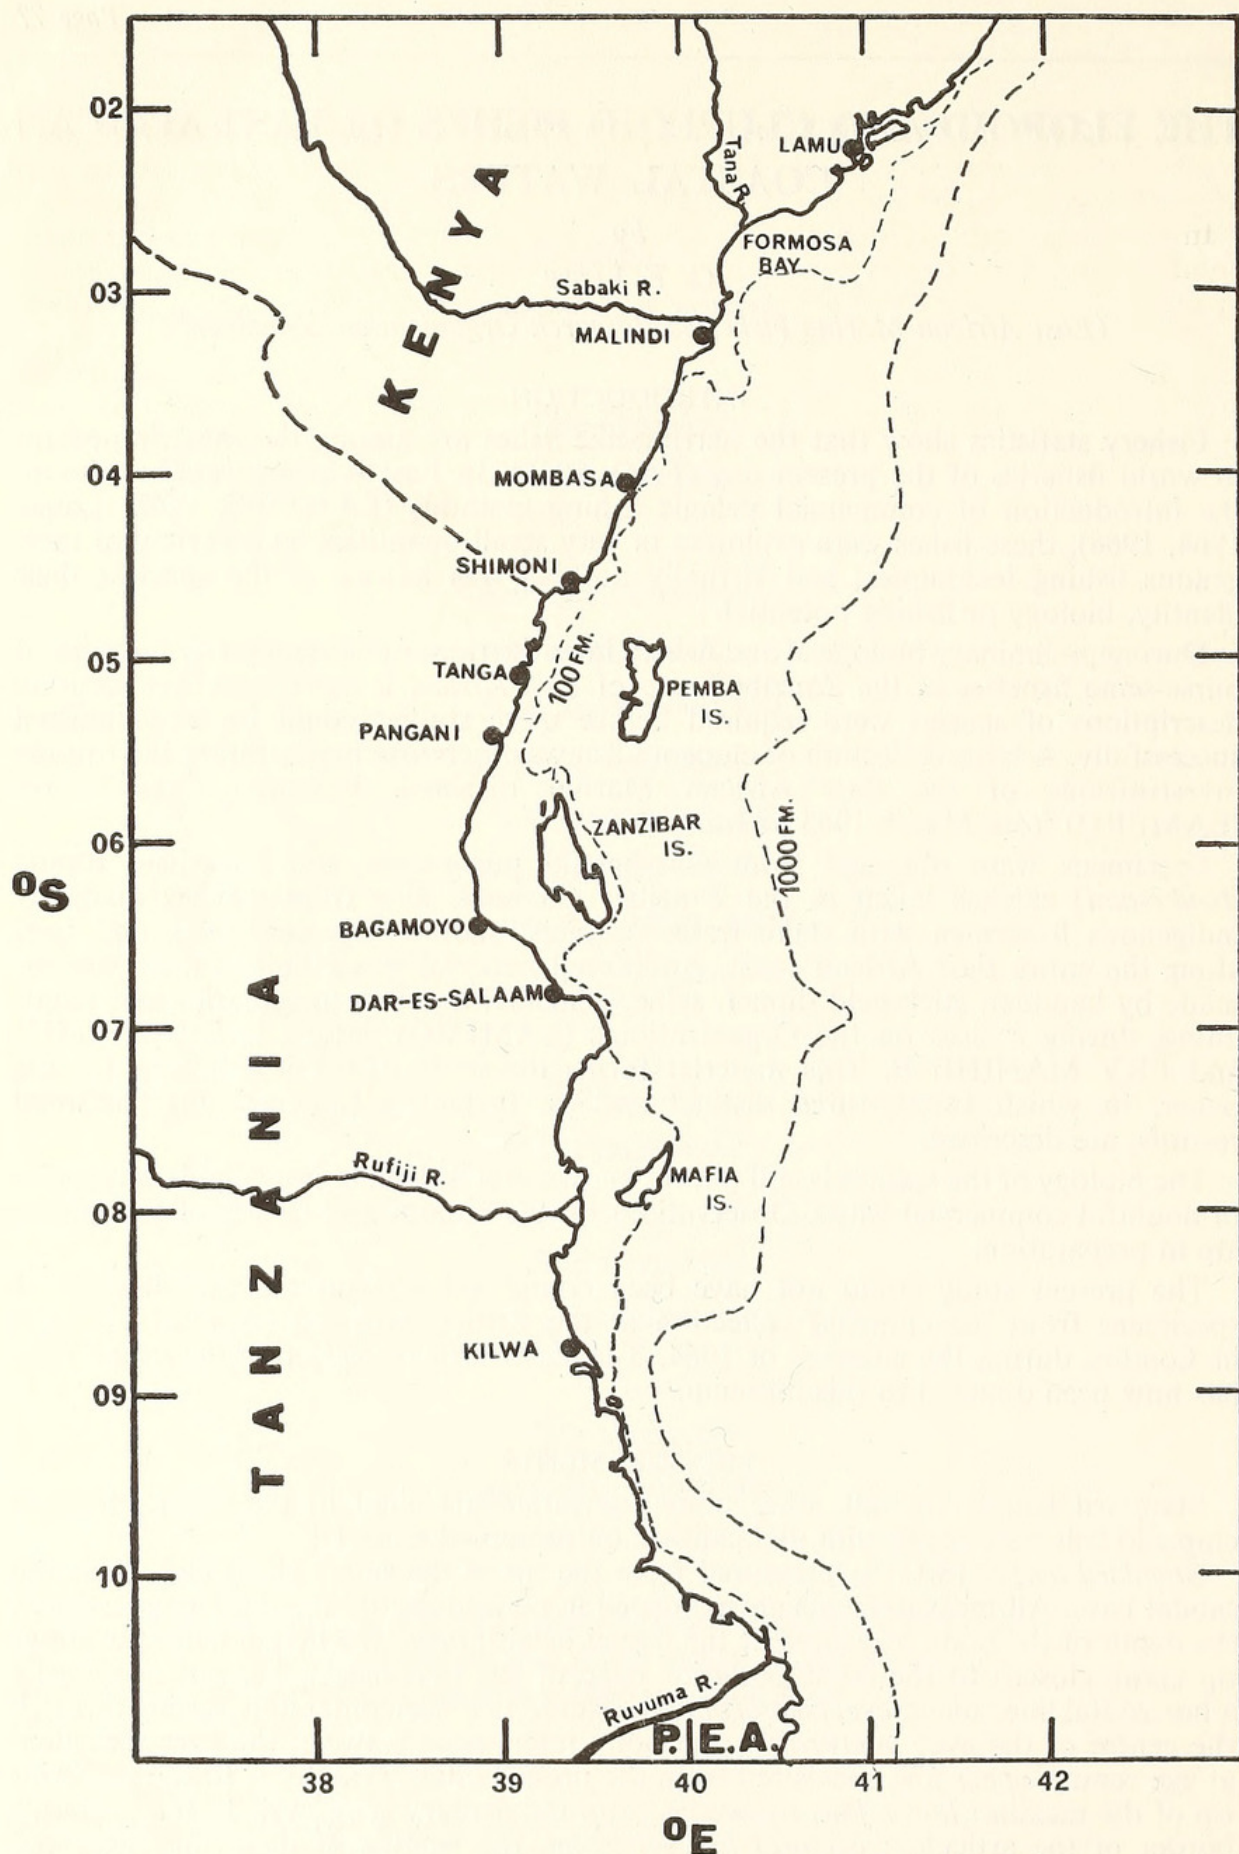 02
LAMU
Tana R.
KENYA
FORMOSA
BAY
03
Sabaki R.
MALINDI
04
MOMBASA
SHIMONI
05
TANGA
100 FM.
PEMBA
IS.
PANGANI
ZANZIBAR
IS.
1000 FM.
06
°S
BAGAMOYO
DAR-ES-SALAAM
07
TANZANIA
Rufiji R.
MAFIA
IS.
08
KILWA
09
10
Ruvuma R.
P.E.A.
38 39 40 41 42
°E